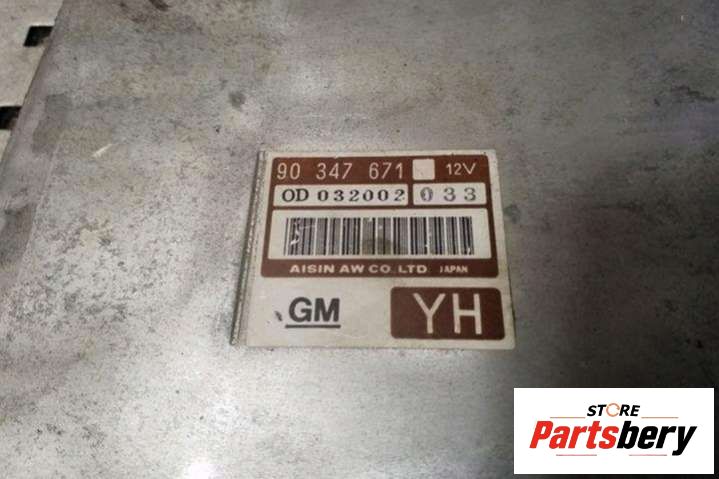 90 347 671 12V
OD 032002 033
AISIN AW CO.,LTD JAPAN
GM YH
STORE
Partsbery